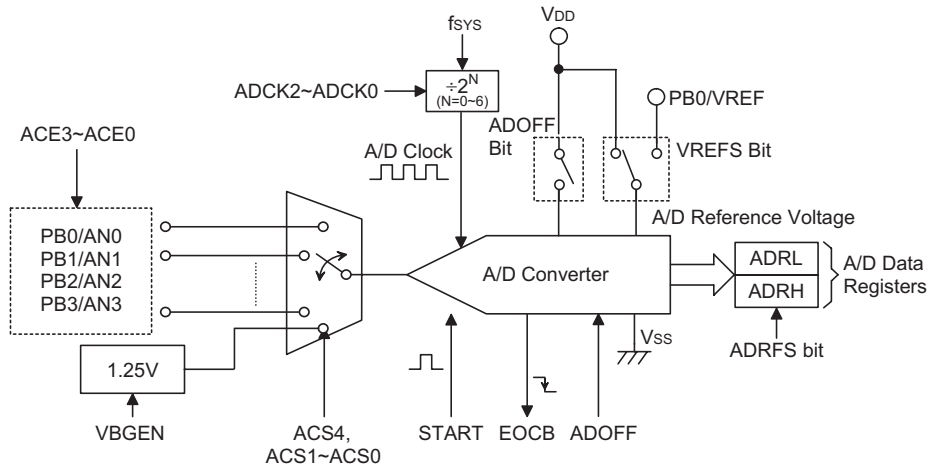 fSYS
VDD
ADCK2~ADCK0
÷2N
(N=0~6)
PB0/VREF
ADOFF
Bit
VREFS Bit
ACE3~ACE0
A/D Clock
A/D Reference Voltage
PB0/AN0
PB1/AN1
PB2/AN2
PB3/AN3
A/D Converter
ADRL
ADRH
A/D Data
Registers
VSS
ADRFS bit
1.25V
VBGEN
ACS4,
ACS1~ACS0
START
EOCB
ADOFF